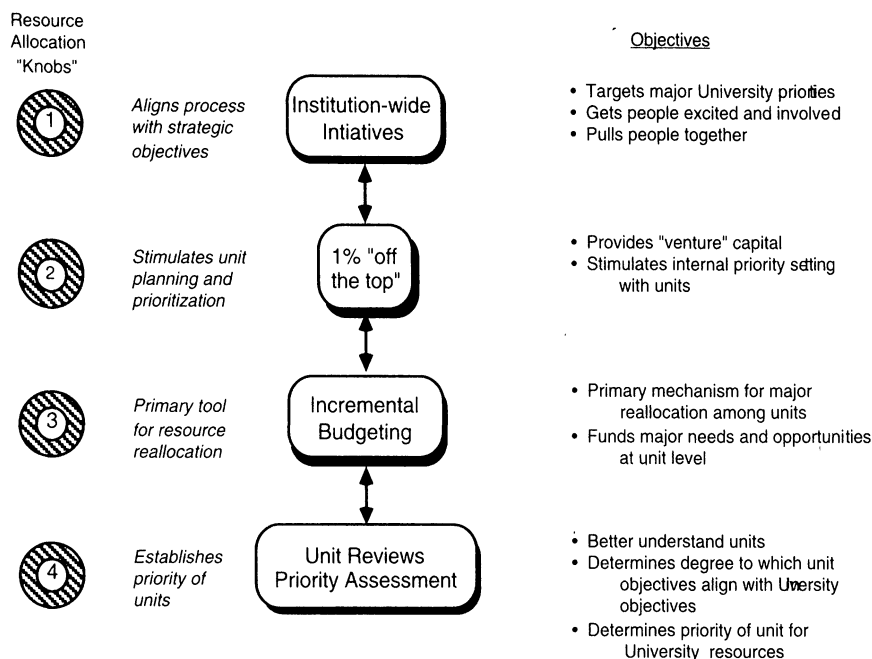 Resource
Allocation
"Knobs"
Objectives
1
Aligns process
with strategic
objectives
Institution-wide
Intiatives
• Targets major University priorities
• Gets people excited and involved
• Pulls people together
2
Stimulates unit
planning and
prioritization
1% "off
the top"
• Provides "venture" capital
• Stimulates internal priority setting
with units
3
Primary tool
for resource
reallocation
Incremental
Budgeting
• Primary mechanism for major
reallocation among units
• Funds major needs and opportunities
at unit level
4
Establishes
priority of
units
Unit Reviews
Priority Assessment
• Better understand units
• Determines degree to which unit
objectives align with University
objectives
• Determines priority of unit for
University resources